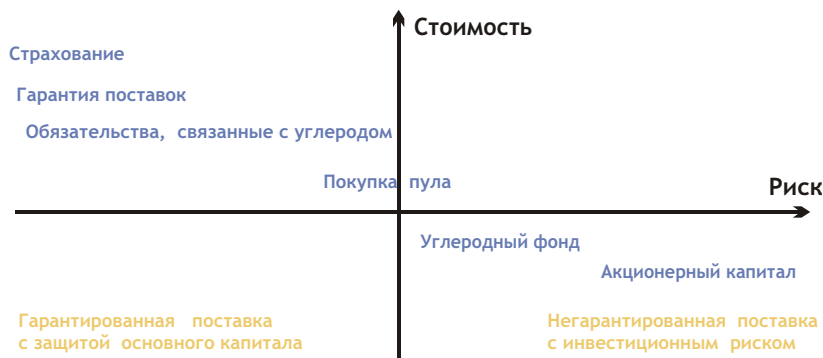 Стоимость
Страхование
Гарантия поставок
Обязательства, связанные с углеродом
Покупка пула
Риск
Углеродный фонд
Акционерный капитал
Гарантированная поставка
с защитой основного капитала
Негарантированная поставка
с инвестиционным риском